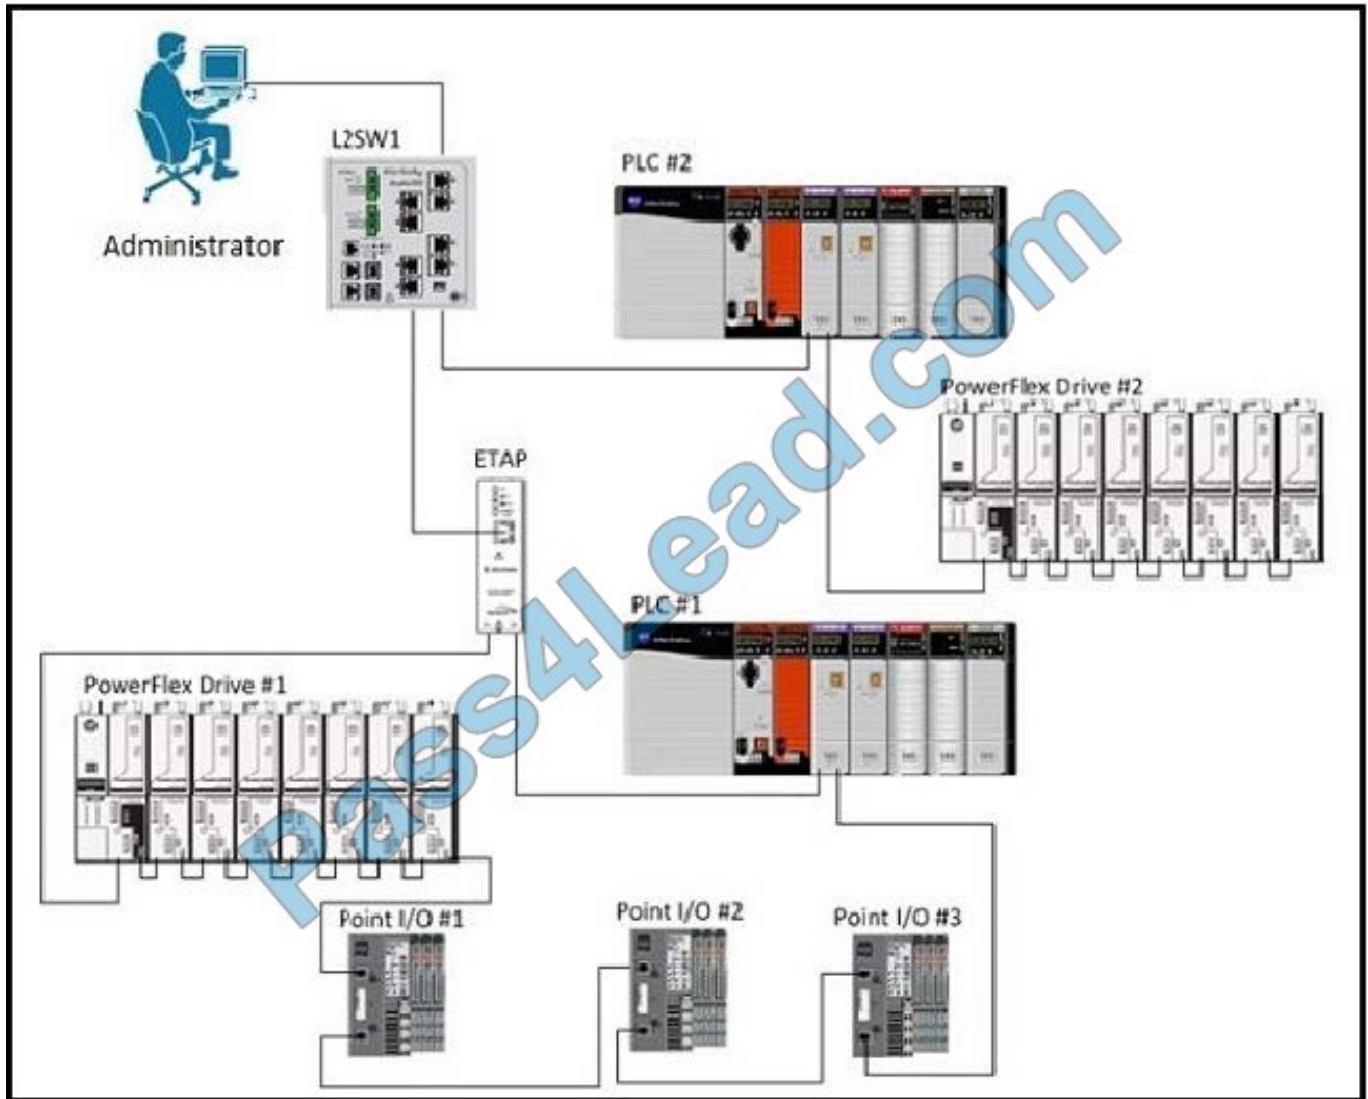 L2SW1
PLC #2
Administrator
PowerFlex Drive #2
ETAP
PLC #1
PowerFlex Drive #1
Point I/O #1
Point I/O #2
Point I/O #3
Pass4Lead.com